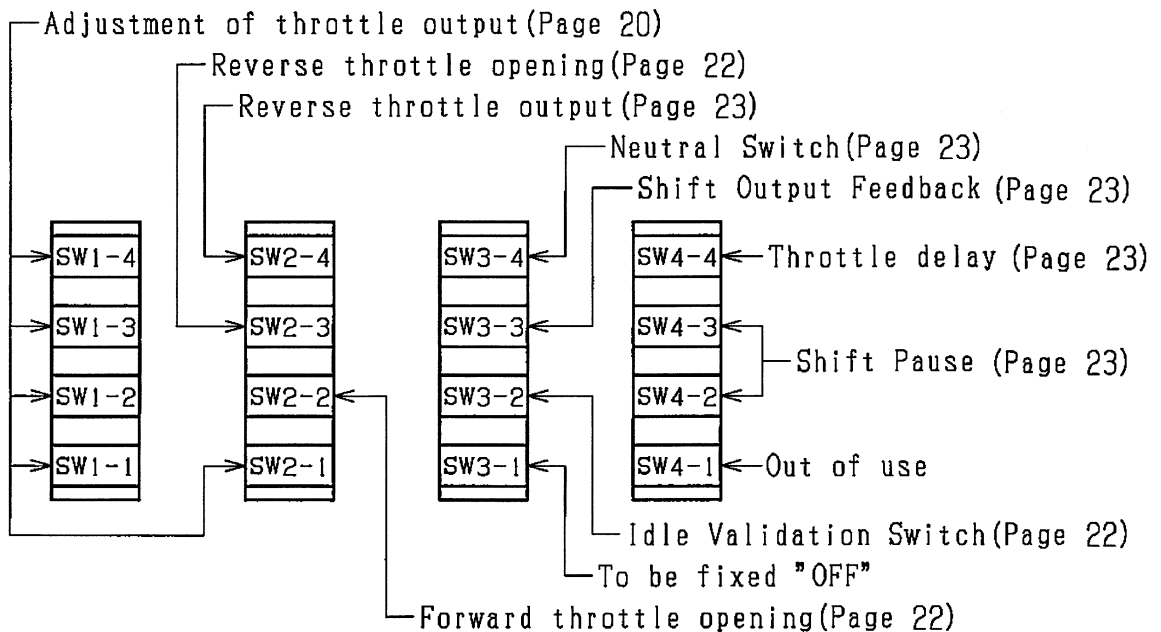 Adjustment of throttle output(Page 20)
Reverse throttle opening(Page 22)
Reverse throttle output(Page 23)
Neutral Switch(Page 23)
Shift Output Feedback (Page 23)
SW1-4 SW2-4 SW3-4 SW4-4 Throttle delay (Page 23)
SW1-3 SW2-3 SW3-3 SW4-3
Shift Pause (Page 23)
SW1-2 SW2-2 SW3-2 SW4-2
SW1-1 SW2-1 SW3-1 SW4-1 Out of use
Idle Validation Switch(Page 22)
To be fixed "OFF"
Forward throttle opening(Page 22)